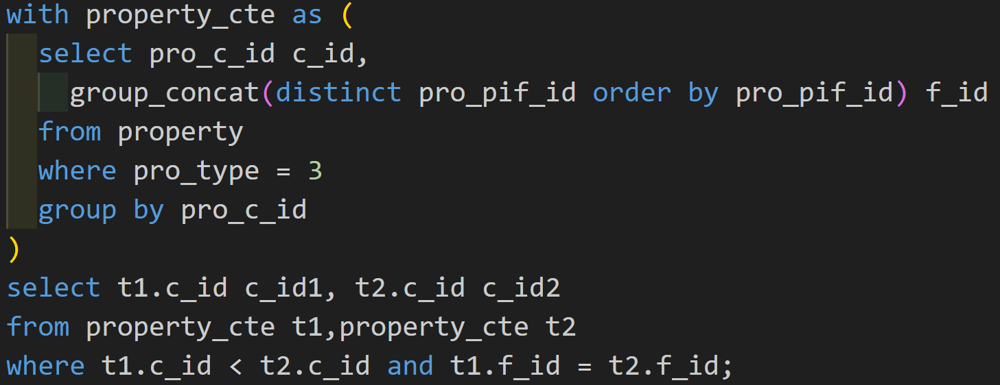 with property_cte as (
select pro_c_id c_id,
group_concat(distinct pro_pif_id order by pro_pif_id) f_id
from property
where pro_type = 3
group by pro_c_id
)
select t1.c_id c_id1, t2.c_id c_id2
from property_cte t1,property_cte t2
where t1.c_id < t2.c_id and t1.f_id = t2.f_id;